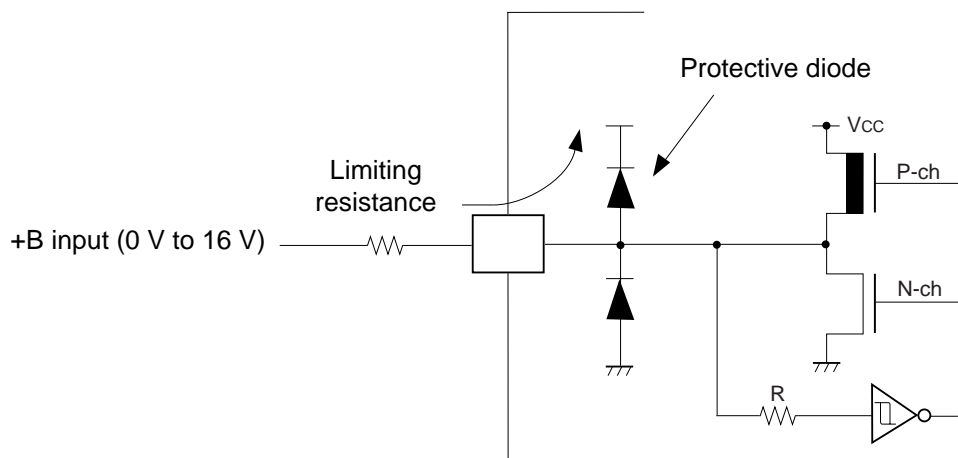 Protective diode
VCC
P-ch
Limiting
resistance
+B input (0 V to 16 V)
N-ch
R